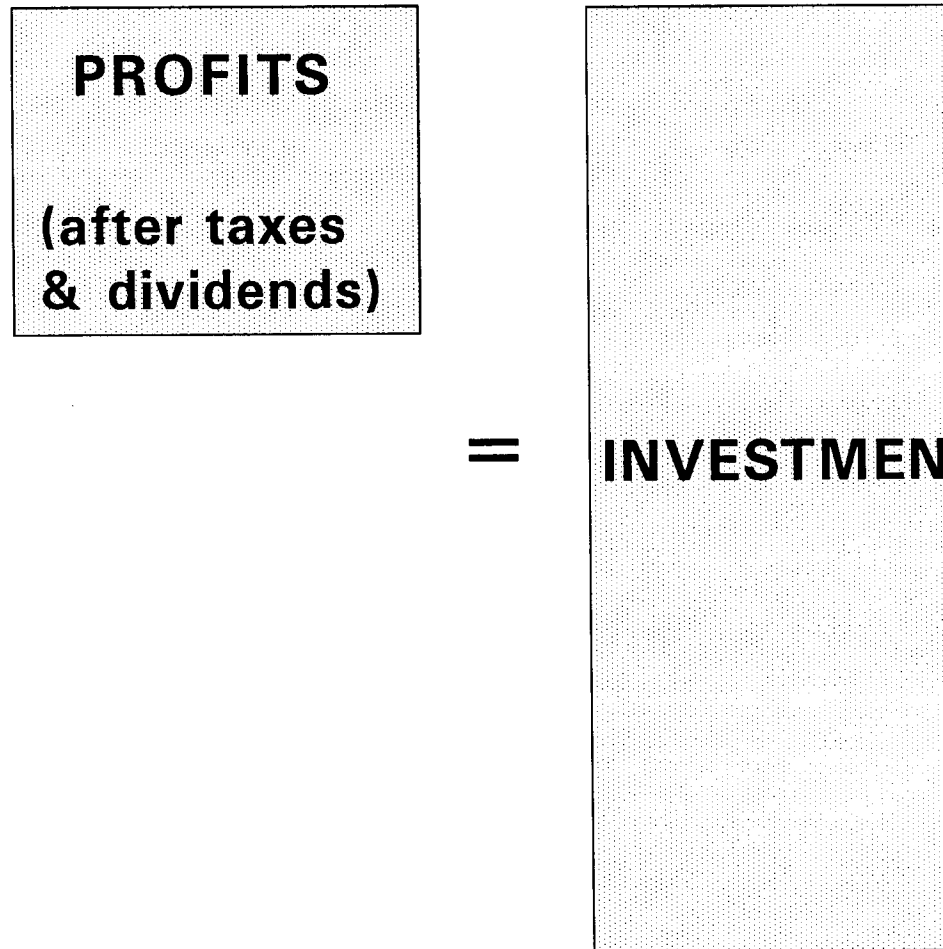 PROFITS
(after taxes
& dividends)
=
INVESTMEN